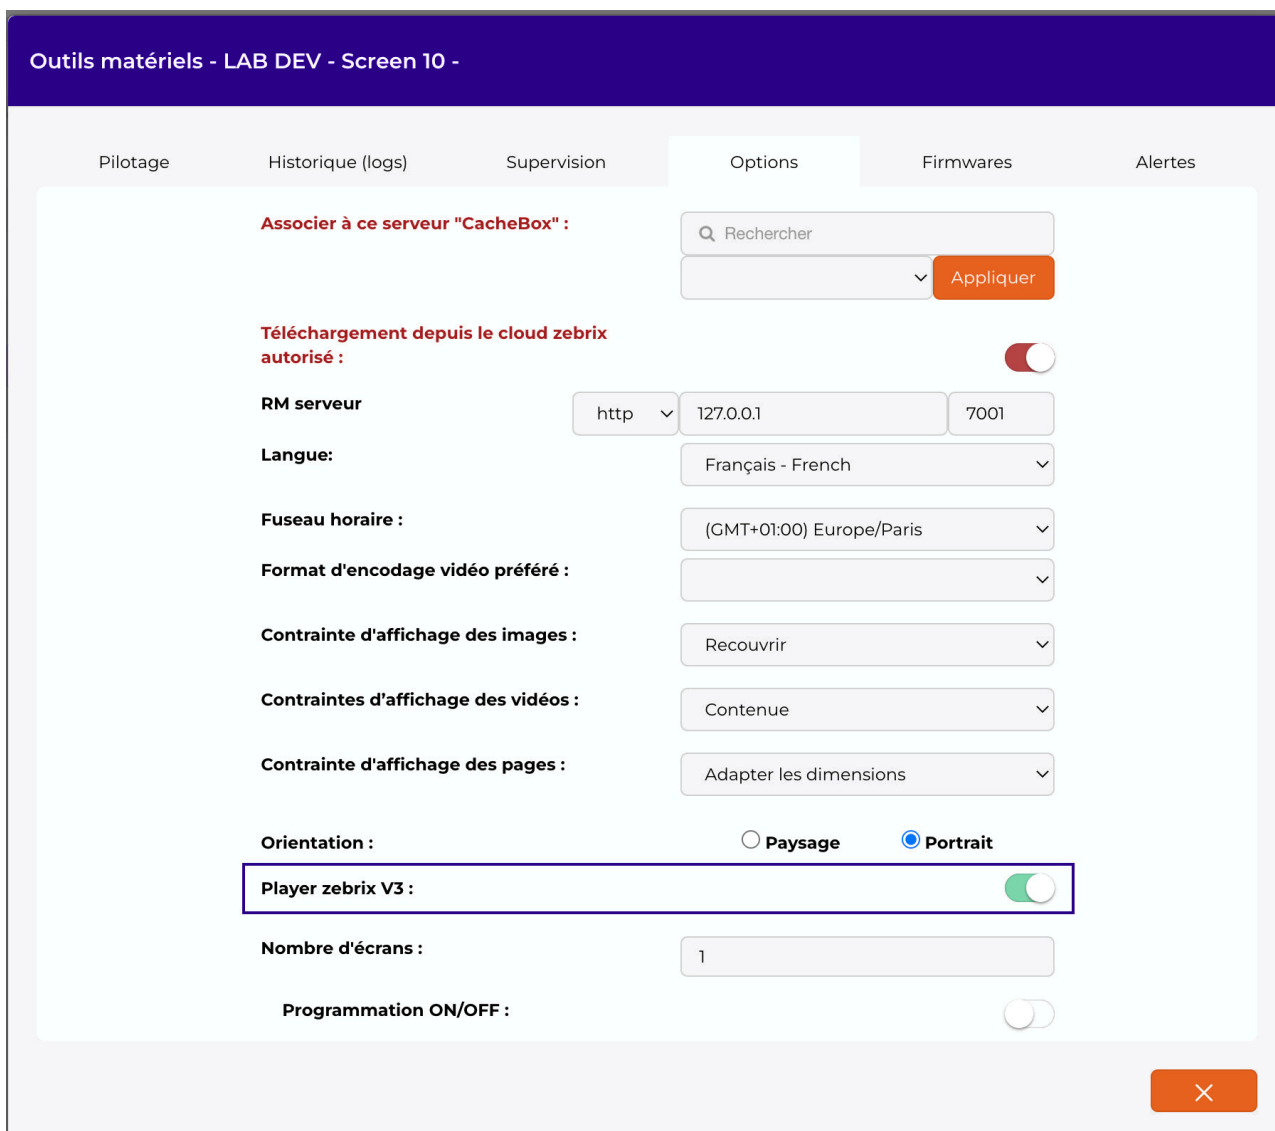 Outils matériels - LAB DEV - Screen 10 -
Pilotage Historique (logs) Supervision Options Firmwares Alertes
Associer à ce serveur "CacheBox" :
Rechercher
Appliquer
Téléchargement depuis le cloud zebrix
autorisé :
RM serveur http 127.0.0.1 7001
Langue: Français - French
Fuseau horaire : (GMT+01:00) Europe/Paris
Format d'encodage vidéo préféré :
Contrainte d'affichage des images : Recouvrir
Contraintes d’affichage des vidéos : Contenue
Contrainte d'affichage des pages : Adapter les dimensions
Orientation : Paysage Portrait
Player zebrix V3 :
Nombre d'écrans : 1
Programmation ON/OFF :